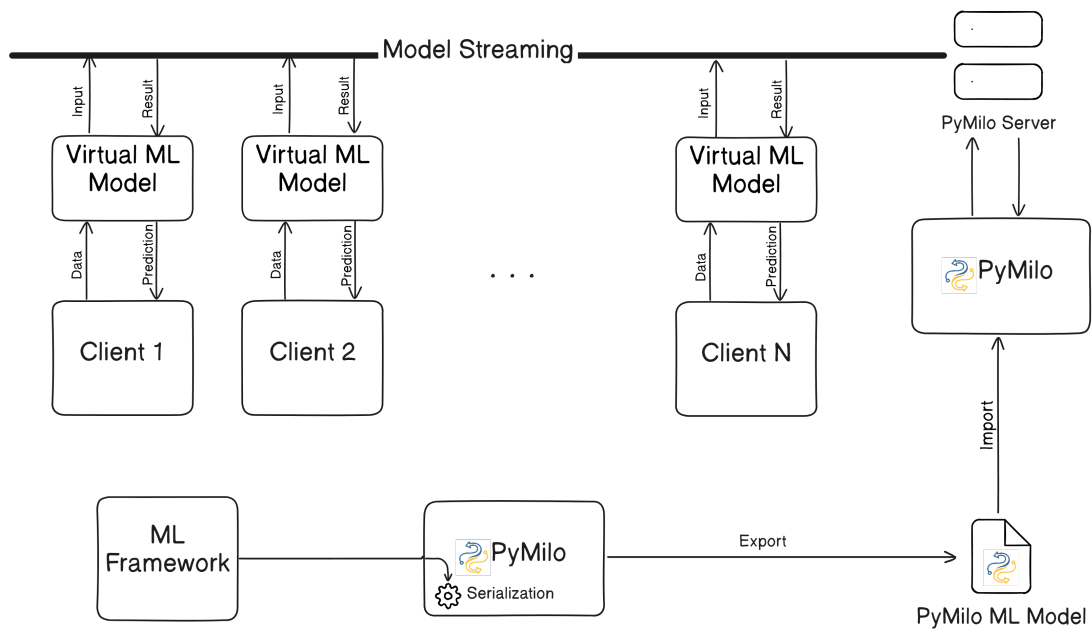 Model Streaming
Input
Result
Input
Result
Input
Result
PyMilo Server
Virtual ML
Model
Virtual ML
Model
Virtual ML
Model
Data
Prediction
Data
Prediction
. . .
Data
Prediction
PyMilo
Client 1
Client 2
Client N
Import
ML
Framework
PyMilo
Serialization
Export
PyMilo ML Model